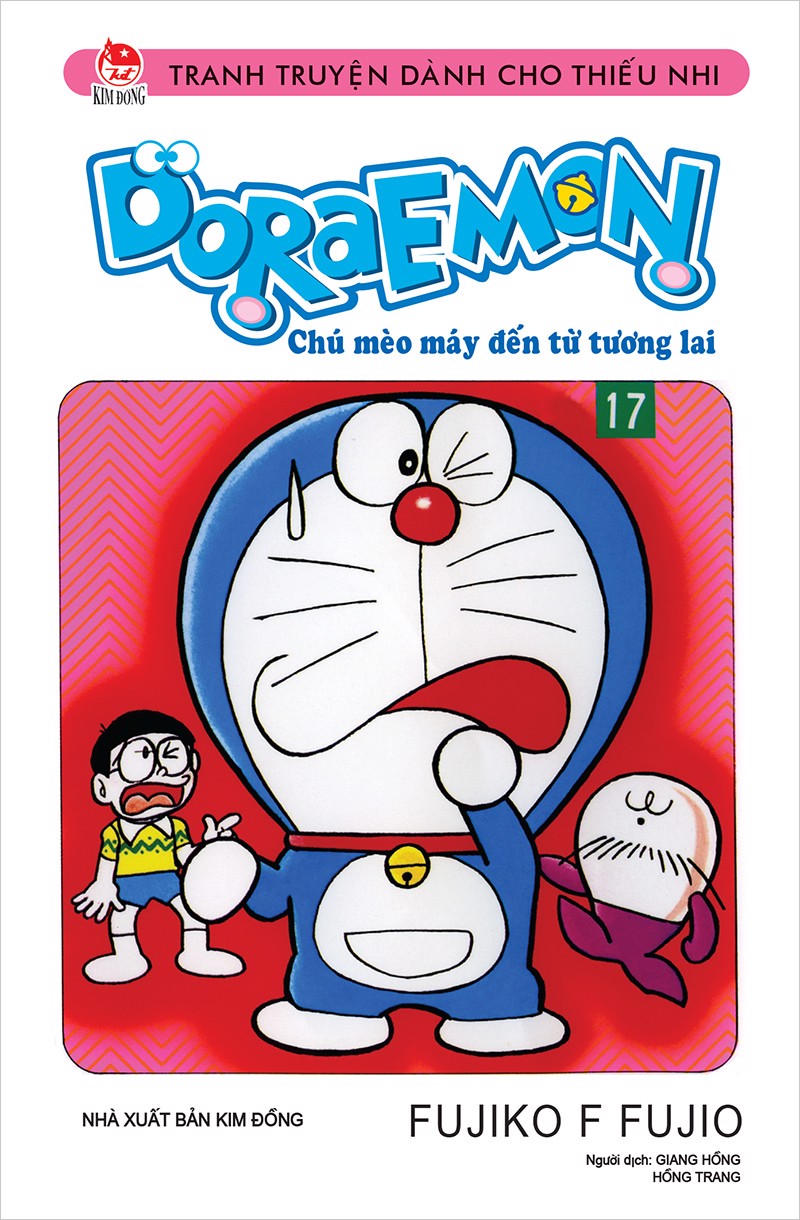 KIM ĐỒNG
TRANH TRUYỆN DÀNH CHO THIẾU NHI
DORAEMON
Chú mèo máy đến từ tương lai
17
NHÀ XUẤT BẢN KIM ĐỒNG
FUJIKO F FUJIO
Người dịch: GIANG HỒNG
HỒNG TRANG